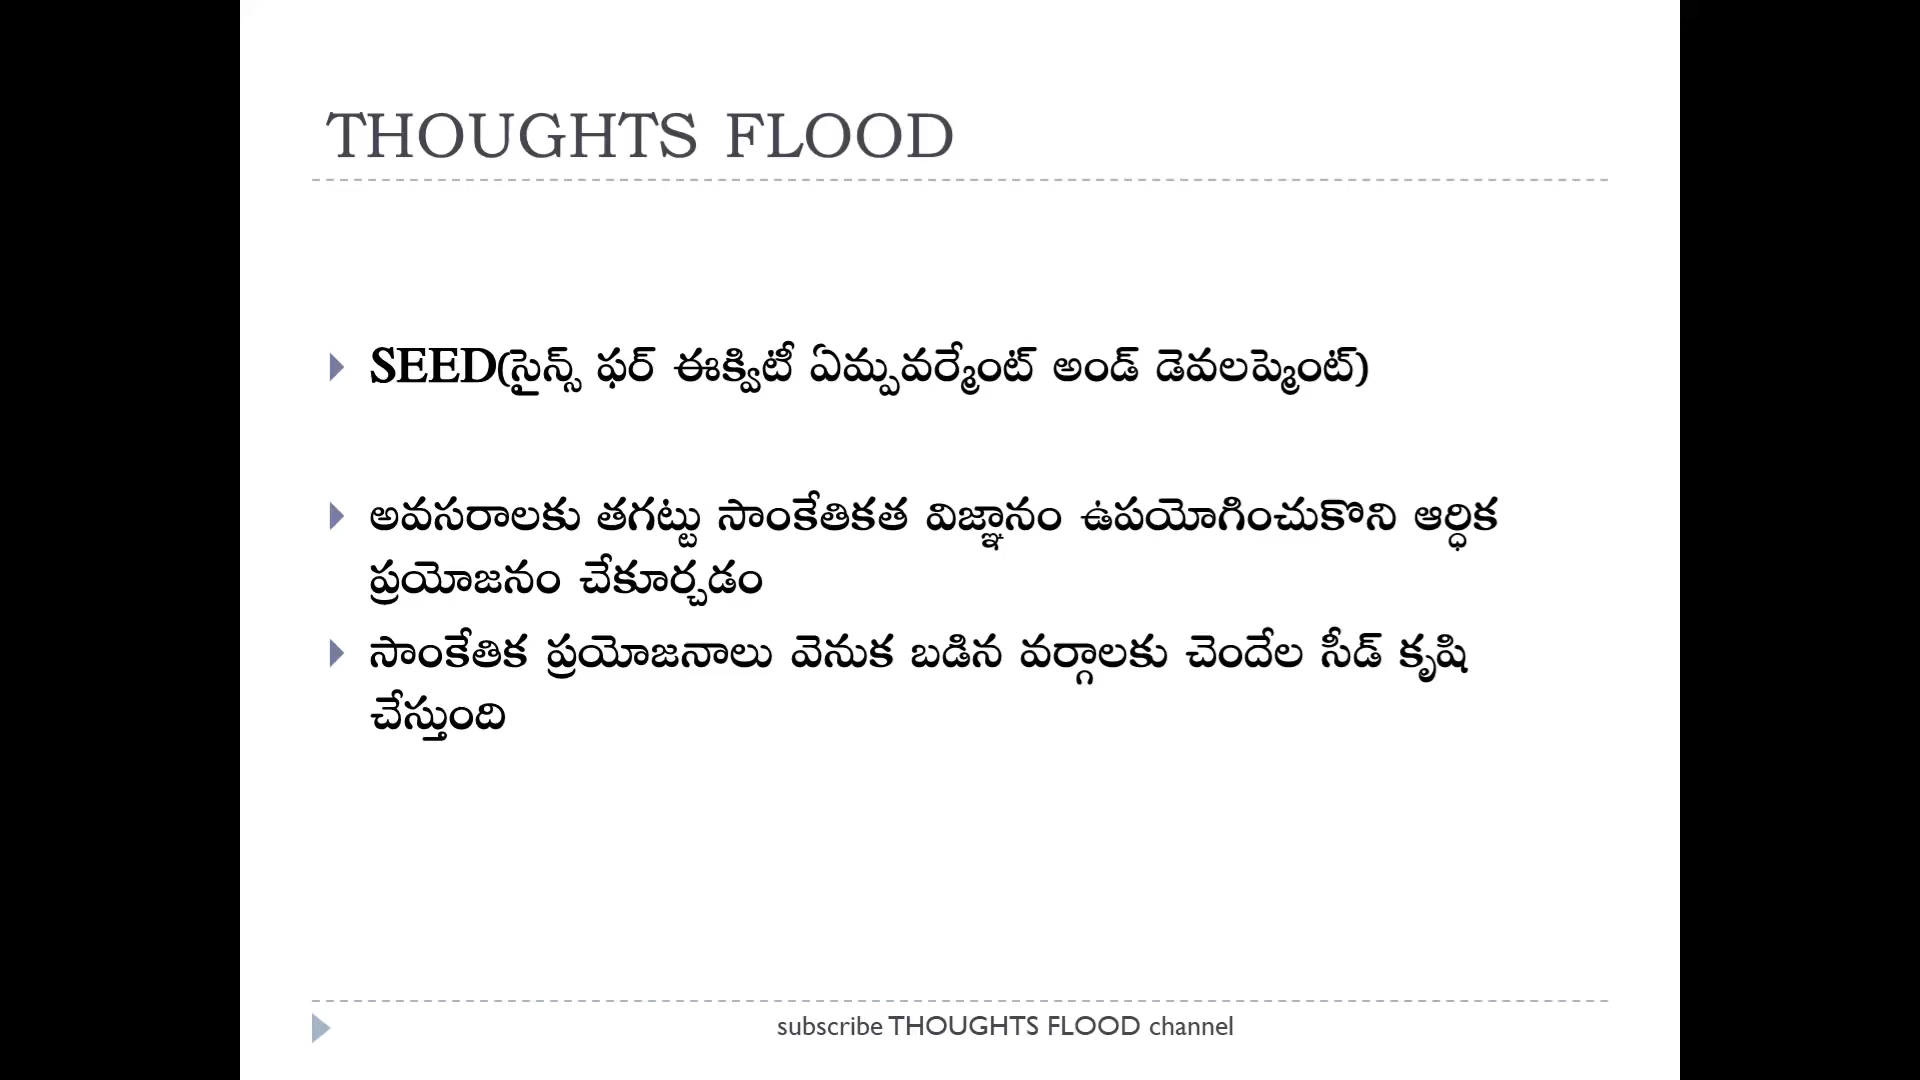 THOUGHTS FLOOD
SEED(సైన్స్ ఫర్ ఈక్విటీ ఏమ్పవర్మేంట్ అండ్ డెవలప్మెంట్)
అవసరాలకు తగట్టు సాంకేతికత విజ్ఞానం ఉపయోగించుకొని ఆర్ధిక
ప్రయోజనం చేకూర్చడం
సాంకేతిక ప్రయోజనాలు వెనుక బడిన వర్గాలకు చెందేల సీడ్ కృషి
చేస్తుంది
subscribe THOUGHTS FLOOD channel